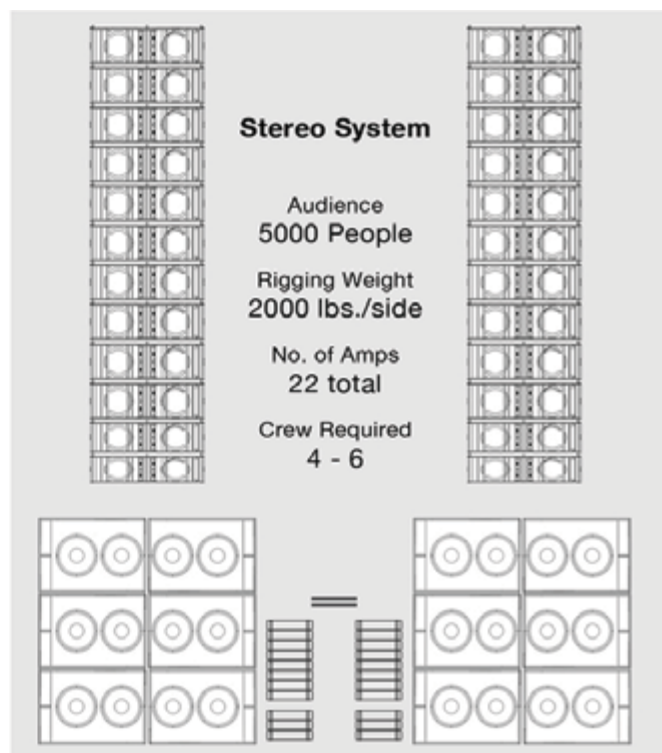 Stereo System
Audience
5000 People
Rigging Weight
2000 lbs./side
No. of Amps
22 total
Crew Required
4 - 6